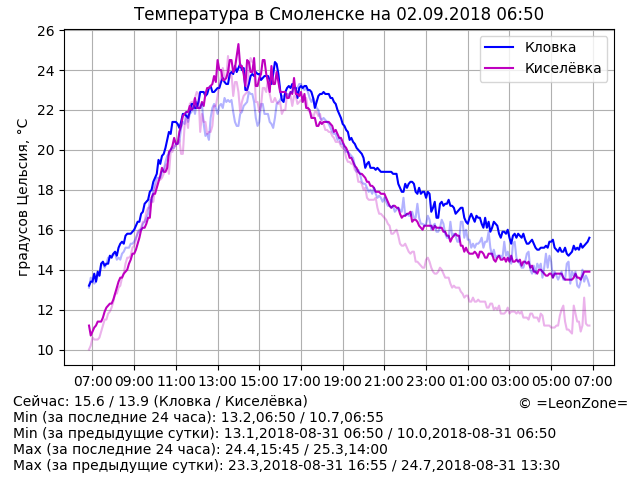 Температура в Смоленске на 02.09.2018 06:50
Кловка
Киселёвка
градусов Цельсия, °C
26
24
22
20
18
16
14
12
10
07:00 09:00 11:00 13:00 15:00 17:00 19:00 21:00 23:00 01:00 03:00 05:00 07:00
Сейчас: 15.6 / 13.9 (Кловка / Киселёвка)
© =LeonZone=
Min (за последние 24 часа): 13.2,06:50 / 10.7,06:55
Min (за предыдущие сутки): 13.1,2018-08-31 06:50 / 10.0,2018-08-31 06:50
Max (за последние 24 часа): 24.4,15:45 / 25.3,14:00
Max (за предыдущие сутки): 23.3,2018-08-31 16:55 / 24.7,2018-08-31 13:30